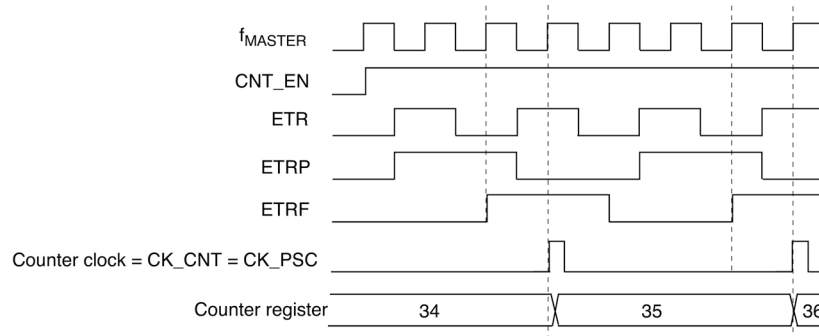 fMASTER
CNT_EN
ETR
ETRP
ETRF
Counter clock = CK_CNT = CK_PSC
Counter register 34 35 36